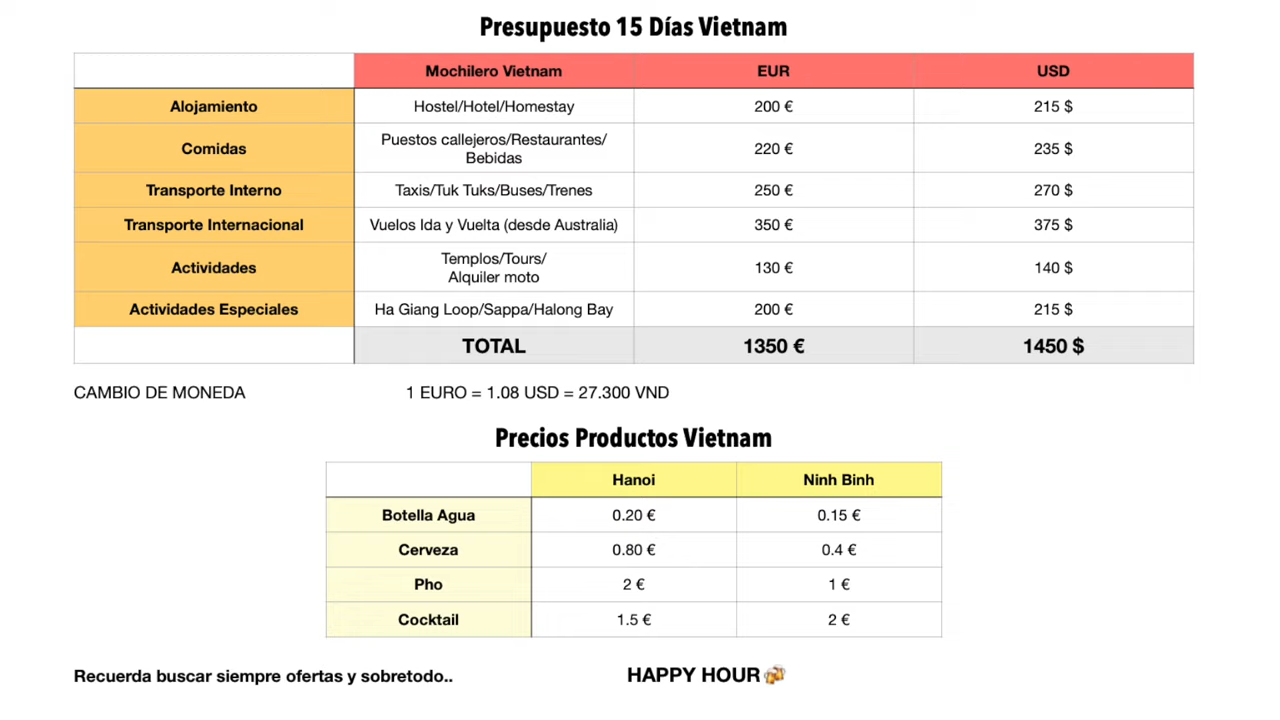 Presupuesto 15 Días Vietnam
Mochilero Vietnam EUR USD
Alojamiento Hostel/Hotel/Homestay 200 € 215 $
Comidas Puestos callejeros/Restaurantes/
Bebidas 220 € 235 $
Transporte Interno Taxis/Tuk Tuks/Buses/Trenes 250 € 270 $
Transporte Internacional Vuelos Ida y Vuelta (desde Australia) 350 € 375 $
Actividades Templos/Tours/
Alquiler moto 130 € 140 $
Actividades Especiales Ha Giang Loop/Sappa/Halong Bay 200 € 215 $
TOTAL 1350 € 1450 $
CAMBIO DE MONEDA 1 EURO = 1.08 USD = 27.300 VND
Precios Productos Vietnam
Hanoi Ninh Binh
Botella Agua 0.20 € 0.15 €
Cerveza 0.80 € 0.4 €
Pho 2 € 1 €
Cocktail 1.5 € 2 €
Recuerda buscar siempre ofertas y sobretodo.. HAPPY HOUR 🍻